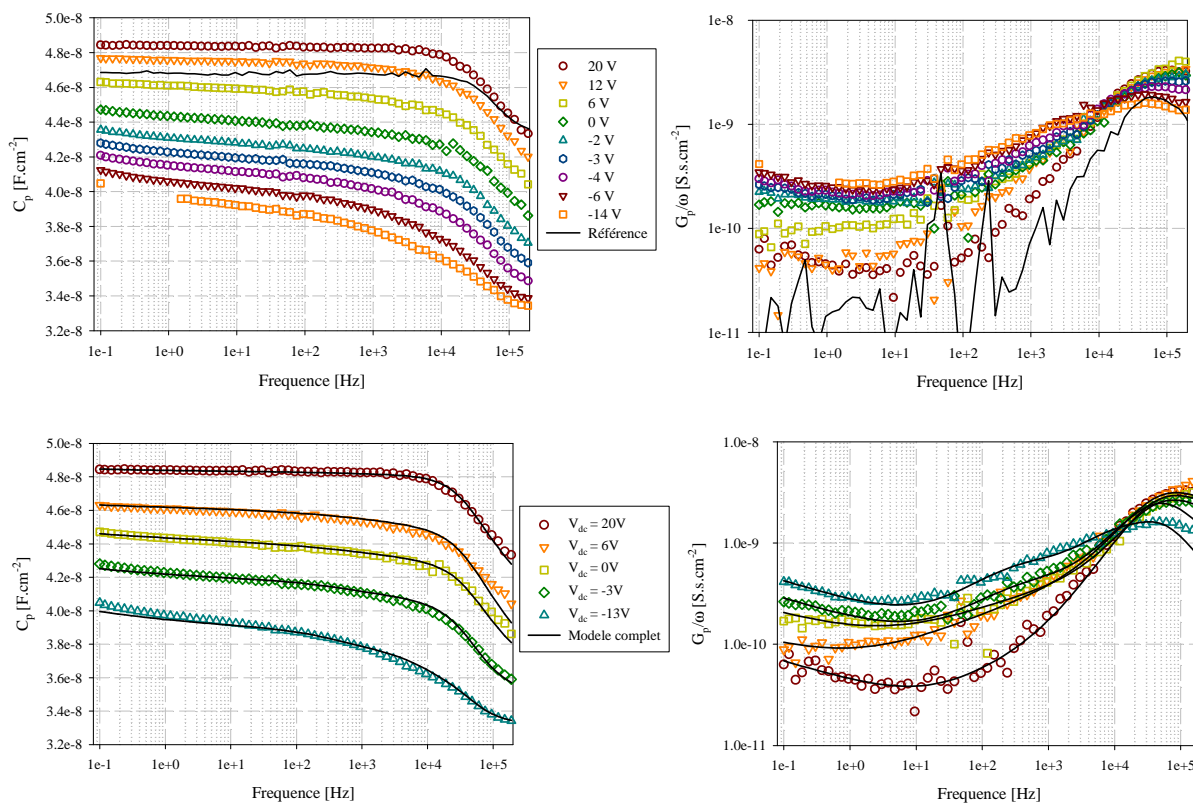 C_p [F.cm^-2]
5.0e-8
4.8e-8
4.6e-8
4.4e-8
4.2e-8
4.0e-8
3.8e-8
3.6e-8
3.4e-8
3.2e-8
1e-1 1e+0 1e+1 1e+2 1e+3 1e+4 1e+5
Frequence [Hz]
20 V
12 V
6 V
0 V
-2 V
-3 V
-4 V
-6 V
-14 V
Référence
G_p/ω [S.s.cm^-2]
1e-8
1e-9
1e-10
1e-11
1e-1 1e+0 1e+1 1e+2 1e+3 1e+4 1e+5
Frequence [Hz]
C_p [F.cm^-2]
5.0e-8
4.8e-8
4.6e-8
4.4e-8
4.2e-8
4.0e-8
3.8e-8
3.6e-8
3.4e-8
3.2e-8
1e-1 1e+0 1e+1 1e+2 1e+3 1e+4 1e+5
Frequence [Hz]
V_dc = 20V
V_dc = 6V
V_dc = 0V
V_dc = -3V
V_dc = -13V
Modele complet
G_p/ω [S.s.cm^-2]
1.0e-8
1.0e-9
1.0e-10
1.0e-11
1e-1 1e+0 1e+1 1e+2 1e+3 1e+4 1e+5
Frequence [Hz]